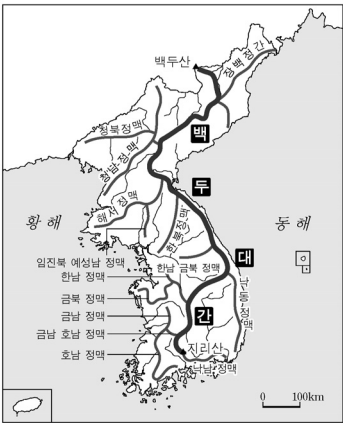 백두산
장백정간
백
청북정맥
청남정맥
두
해서 정맥
황 해
동 해
한북정맥
임진북 예성남 정맥
한남 정맥
한남 금북 정맥
대
낙동정맥
금북 정맥
금남 정맥
간
금남 호남 정맥
지리산
호남 정맥
낙남 정맥
0 100km